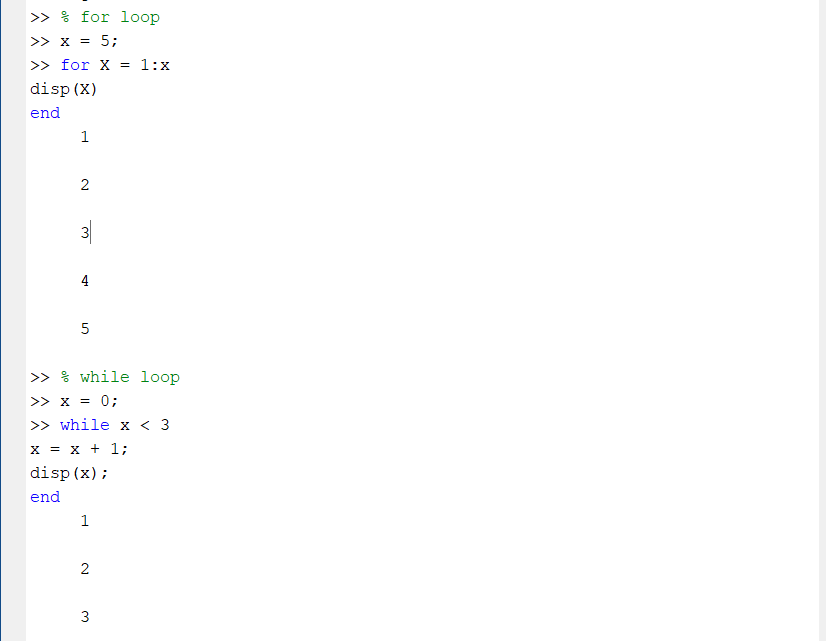 >> % for loop
>> x = 5;
>> for X = 1:x
disp(X)
end
1
2
3
4
5
>> % while loop
>> x = 0;
>> while x < 3
x = x + 1;
disp(x);
end
1
2
3